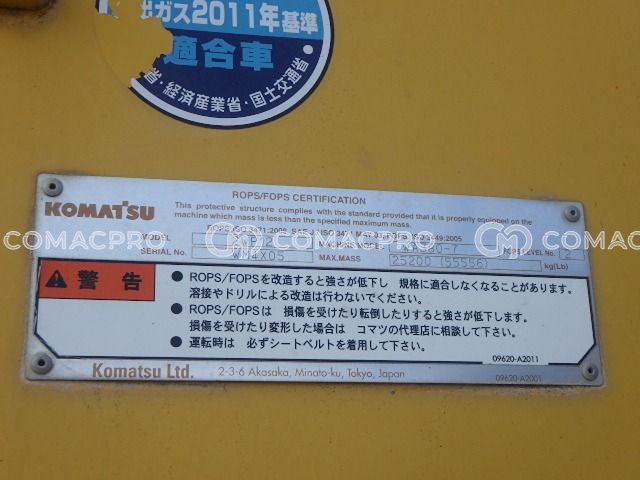 出ガス2011年基準
適合車
省・経済産業省・国土交通省・
ROPS/FOPS CERTIFICATION
KOMATSU
This protective structure complies with the standard provided that it is properly equipped on the
machine which mass is less than the specified maximum mass.
MODEL
MACHINE MODEL
FOPS LEVEL No. 2
SERIAL No.
MAX.MASS 25200 (55556) kg(Lb)
警告
● ROPS/FOPSを改造すると強さが低下し 規格に適合しなくなることがあります。
溶接やドリルによる改造は行わないでください。
● ROPS/FOPSは 損傷を受けたり転倒したりすると強さが低下します。
損傷を受けたり変形した場合は コマツの代理店に相談して下さい。
● 運転時は 必ずシートベルトを着用して下さい。
09620-A2011
Komatsu Ltd. 2-3-6 Akasaka, Minato-ku, Tokyo, Japan
09620-A2001
COMACPRO COMACPRO COMACPRO COMACPRO